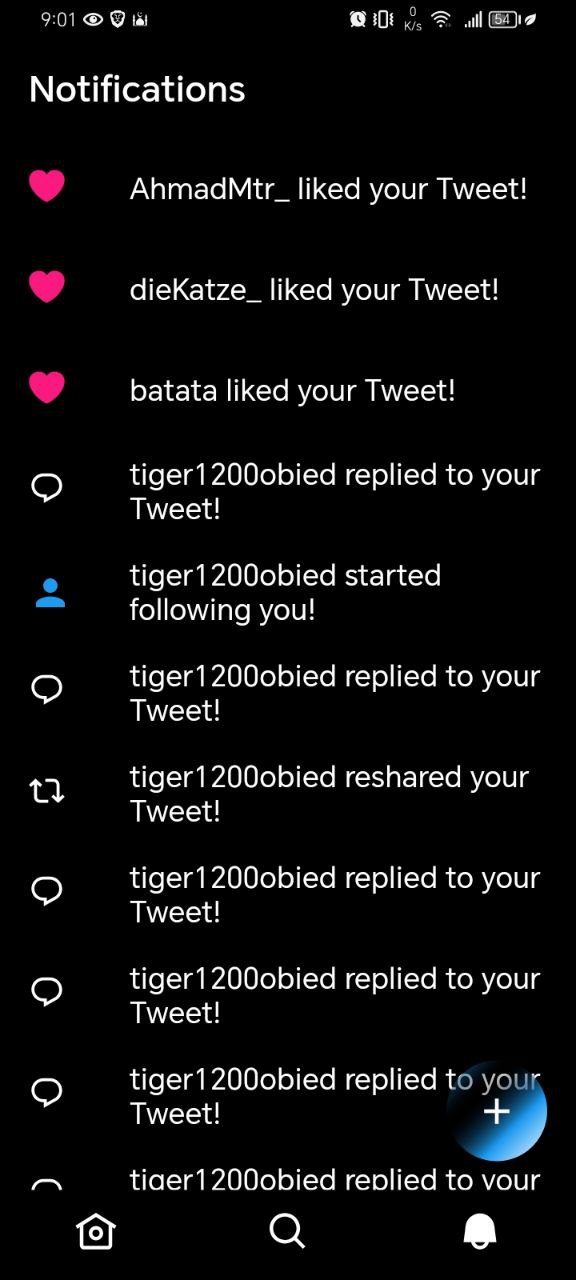 9:01
0
K/s
54
Notifications
AhmadMtr_ liked your Tweet!
dieKatze_ liked your Tweet!
batata liked your Tweet!
tiger1200obied replied to your
Tweet!
tiger1200obied started
following you!
tiger1200obied replied to your
Tweet!
tiger1200obied reshared your
Tweet!
tiger1200obied replied to your
Tweet!
tiger1200obied replied to your
Tweet!
tiger1200obied replied to your
Tweet!
tiger1200obied replied to your